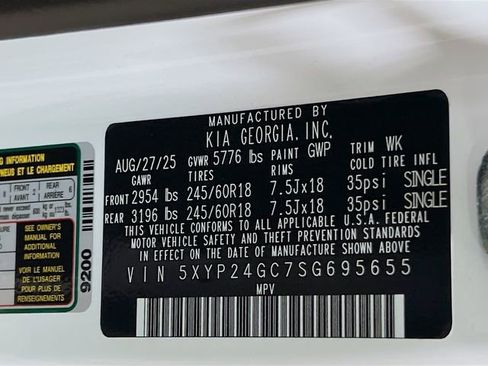 NG INFORMATION
PNEUS ET LE CHARGEMENT
FRONT
AVANT
REAR
ARRIÈRE
SEE OWNER'S
MANUAL FOR
ADDITIONAL
INFORMATION
VOIR LE MANUEL
DE L'USAGER
POUR PLUS DE
RENSEIGNEMENTS
9200
MANUFACTURED BY
KIA GEORGIA, INC.
AUG/27/25 GVWR 5776 lbs PAINT GWP TRIM WK
GAWR TIRES RIMS COLD TIRE INFL
FRONT 2954 lbs 245/60R18 7.5Jx18 35psi SINGLE
REAR 3196 lbs 245/60R18 7.5Jx18 35psi SINGLE
THIS VEHICLE CONFORMS TO ALL APPLICABLE U.S.A. FEDERAL
MOTOR VEHICLE SAFETY AND THEFT PREVENTION STANDARDS
IN EFFECT ON THE DATE OF MANUFACTURE SHOWN ABOVE.
VIN 5XYP24GC7SG695655
MPV